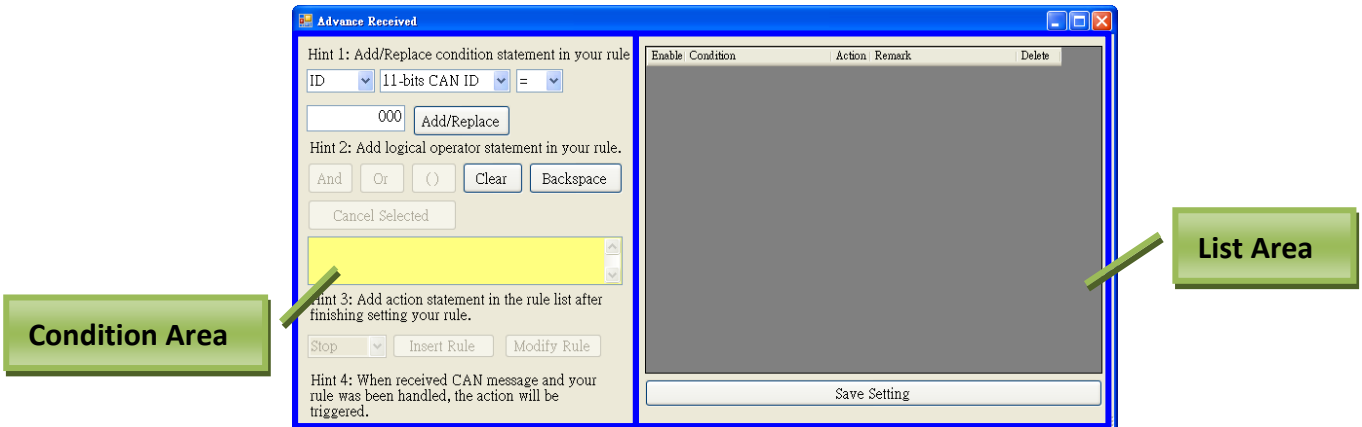 Advance Received
Hint 1: Add/Replace condition statement in your rule
ID 11-bits CAN ID =
000 Add/Replace
Hint 2: Add logical operator statement in your rule.
And Or ( ) Clear Backspace
Cancel Selected
Hint 3: Add action statement in the rule list after
finishing setting your rule.
Stop Insert Rule Modify Rule
Hint 4: When received CAN message and your
rule was been handled, the action will be
triggered.
Enable Condition Action Remark Delete
Save Setting
Condition Area
List Area